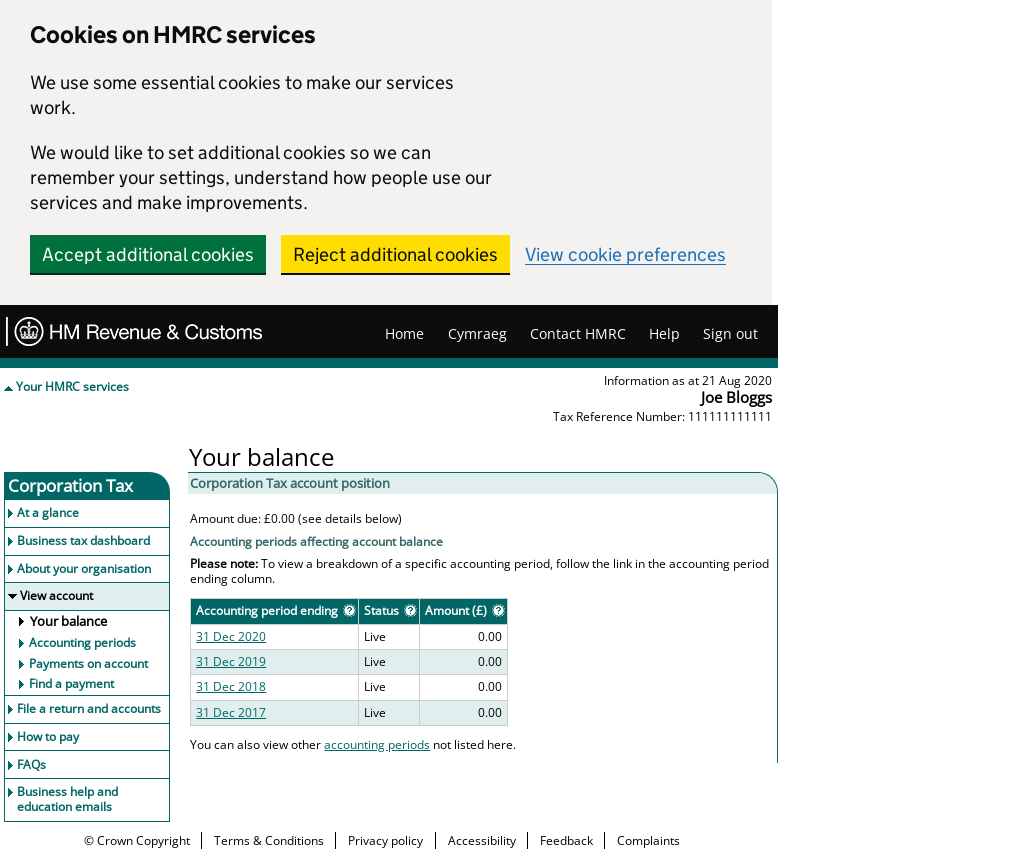 Cookies on HMRC services
We use some essential cookies to make our services
work.
We would like to set additional cookies so we can
remember your settings, understand how people use our
services and make improvements.
Accept additional cookies Reject additional cookies View cookie preferences
HM Revenue & Customs Home Cymraeg Contact HMRC Help Sign out
Your HMRC services
Information as at 21 Aug 2020
Joe Bloggs
Tax Reference Number: 111111111111
Your balance
Corporation Tax
At a glance
Business tax dashboard
About your organisation
View account
Your balance
Accounting periods
Payments on account
Find a payment
File a return and accounts
How to pay
FAQs
Business help and
education emails
Corporation Tax account position
Amount due: £0.00 (see details below)
Accounting periods affecting account balance
Please note: To view a breakdown of a specific accounting period, follow the link in the accounting period
ending column.
Accounting period ending ? Status ? Amount (£) ?
31 Dec 2020 Live 0.00
31 Dec 2019 Live 0.00
31 Dec 2018 Live 0.00
31 Dec 2017 Live 0.00
You can also view other accounting periods not listed here.
© Crown Copyright Terms & Conditions Privacy policy Accessibility Feedback Complaints